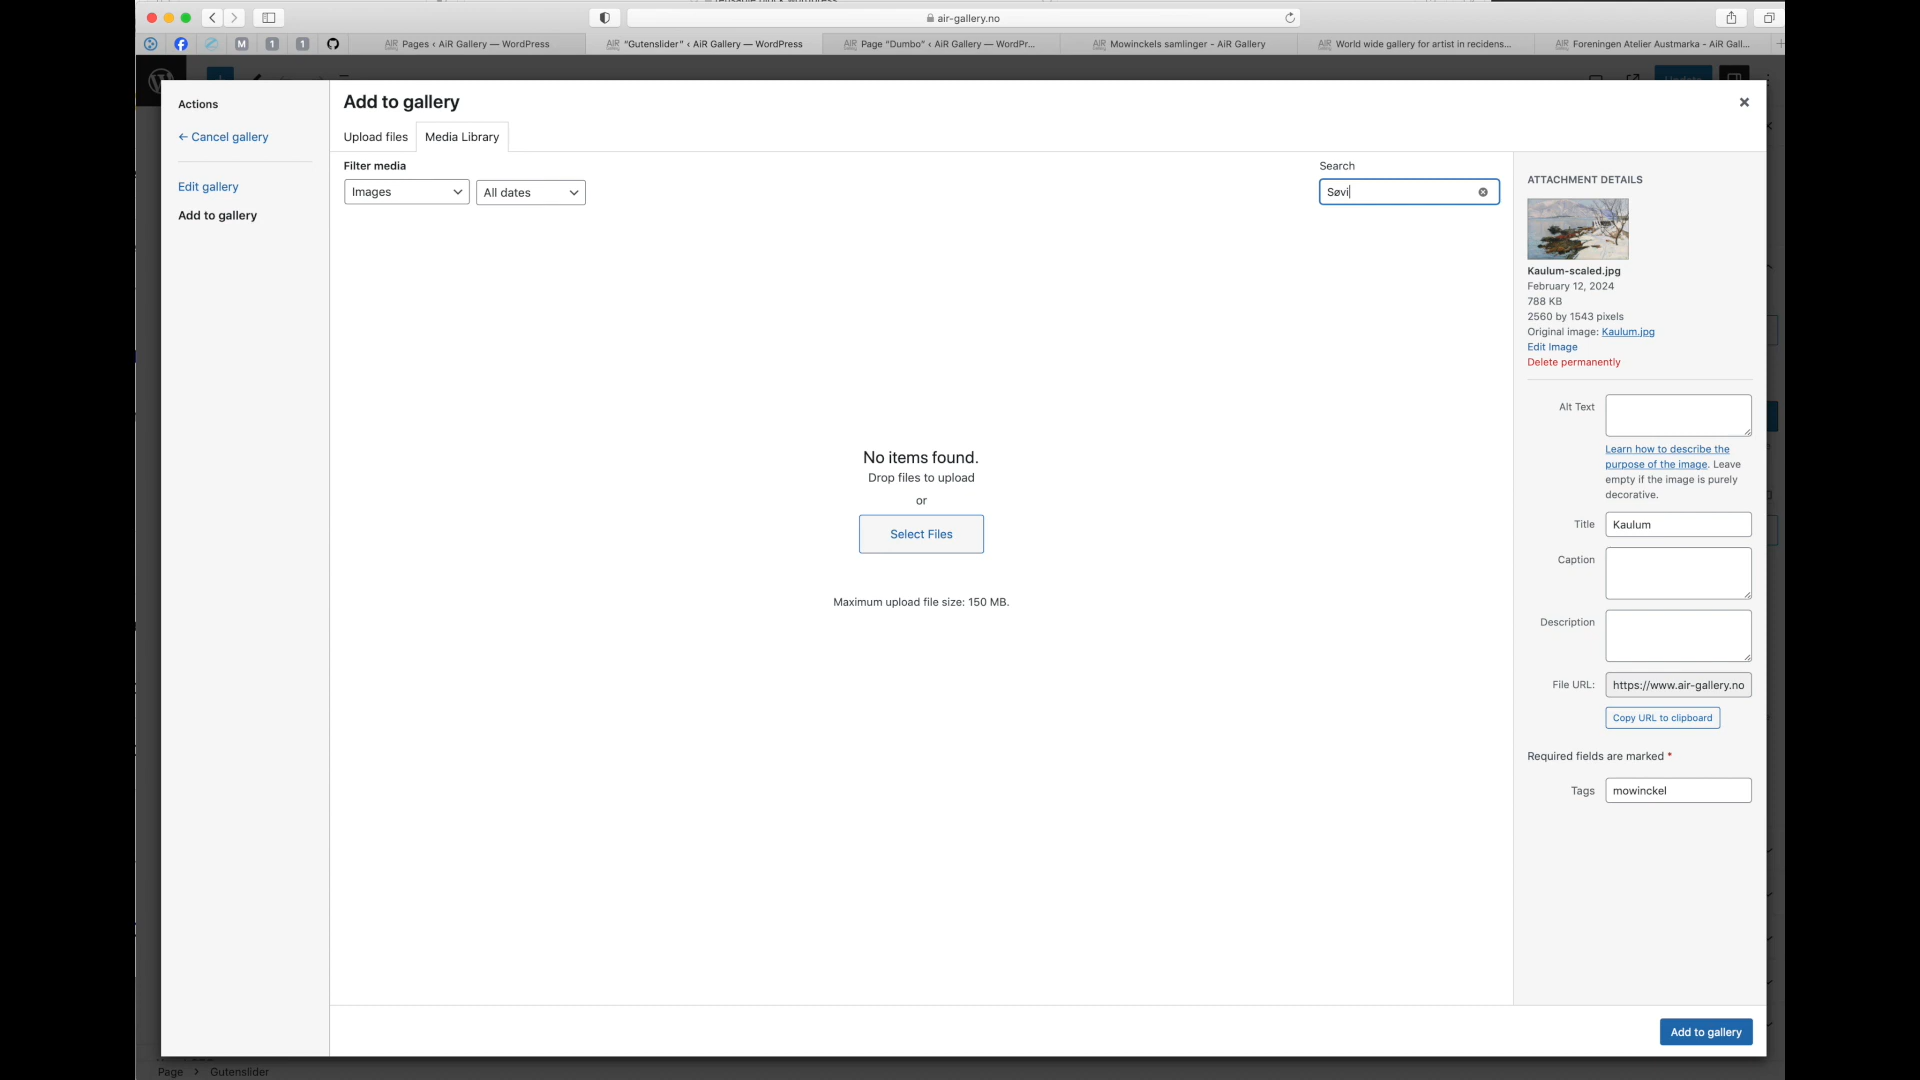 air-gallery.no
M
1
1
Pages ‹ AiR Gallery — WordPress
"Gutenslider" ‹ AiR Gallery — WordPress
Page "Dumbo" ‹ AiR Gallery — WordPr...
Mowinckels samlinger - AiR Gallery
World wide gallery for artist in recidens...
Foreningen Atelier Austmarka - AiR Gall...
Actions
← Cancel gallery
Edit gallery
Add to gallery
Add to gallery
Upload files
Media Library
Filter media
Images
All dates
Search
Søvi
No items found.
Drop files to upload
or
Select Files
Maximum upload file size: 150 MB.
ATTACHMENT DETAILS
Kaulum-scaled.jpg
February 12, 2024
788 KB
2560 by 1543 pixels
Original image: Kaulum.jpg
Edit Image
Delete permanently
Alt Text
Learn how to describe the
purpose of the image. Leave
empty if the image is purely
decorative.
Title
Kaulum
Caption
Description
File URL:
https://www.air-gallery.no
Copy URL to clipboard
Required fields are marked *
Tags
mowinckel
Add to gallery
Page > Gutenslider